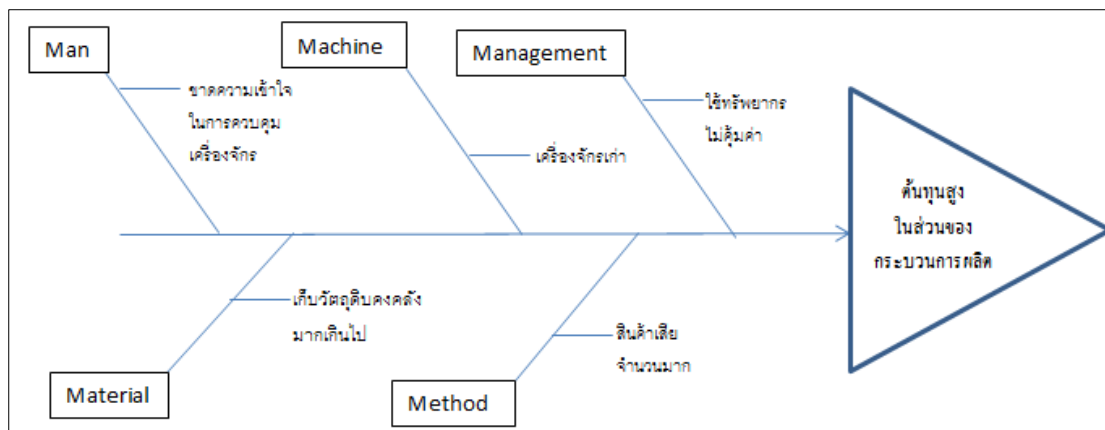 Man
Machine
Management
ขาดความเข้าใจ
ในการควบคุม
เครื่องจักร
เครื่องจักรเก่า
ใช้ทรัพยากร
ไม่คุ้มค่า
ต้นทุนสูง
ในส่วนของ
กระบวนการผลิต
เก็บวัตถุดิบคงคลัง
มากเกินไป
สินค้าเสีย
จำนวนมาก
Material
Method